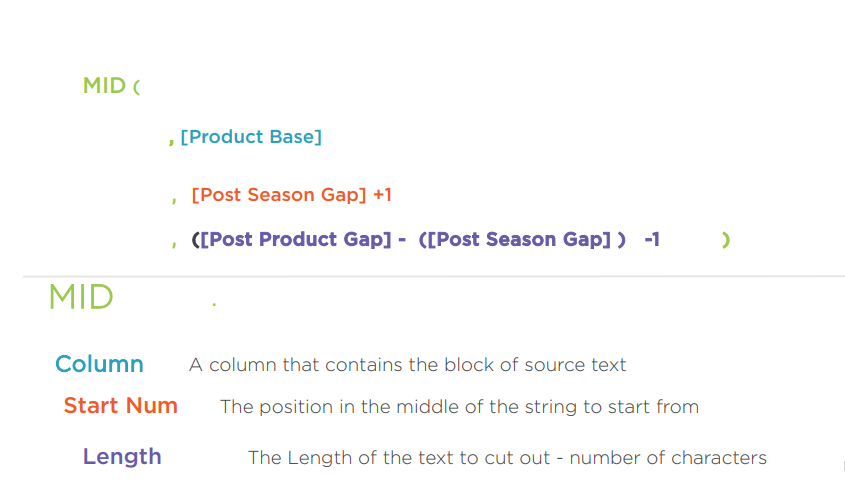 MID (
, [Product Base]
, [Post Season Gap] +1
, ([Post Product Gap] - ([Post Season Gap] ) -1 )
MID .
Column A column that contains the block of source text
Start Num The position in the middle of the string to start from
Length The Length of the text to cut out - number of characters